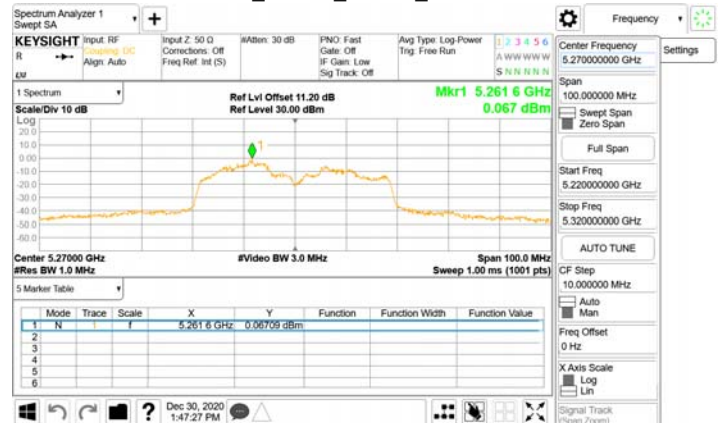 Spectrum Analyzer 1
Swept SA
Frequency
KEYSIGHT
Input: RF
Input Z: 50 Ω
#Atten: 30 dB
PNO: Fast
Avg Type: Log-Power
1 2 3 4 5 6
R
Coupling: DC
Corrections: Off
Gate: Off
Trig: Free Run
A WW WW W
Align: Auto
Freq Ref: Int (S)
IF Gain: Low
Sig Track: Off
S N N N N N
Center Frequency
5.270000000 GHz
Settings
1 Spectrum
Ref Lvl Offset 11.20 dB
Mkr1 5.261 6 GHz
Scale/Div 10 dB
Ref Level 30.00 dBm
0.067 dBm
Log
20.0
10.0
0.00
-10.0
-20.0
-30.0
-40.0
-50.0
-60.0
1
Center 5.27000 GHz
#Video BW 3.0 MHz
Span 100.0 MHz
#Res BW 1.0 MHz
Sweep 1.00 ms (1001 pts)
Span
100.000000 MHz
Swept Span
Zero Span
Full Span
Start Freq
5.220000000 GHz
Stop Freq
5.320000000 GHz
AUTO TUNE
CF Step
10.000000 MHz
Auto
Man
Freq Offset
0 Hz
X Axis Scale
Log
Lin
Signal Track
(Span Zoom)
5 Marker Table
Mode Trace Scale X Y Function Function Width Function Value
1 N 1 f 5.261 6 GHz 0.06709 dBm
2
3
4
5
6
?
Dec 30, 2020
1:47:27 PM